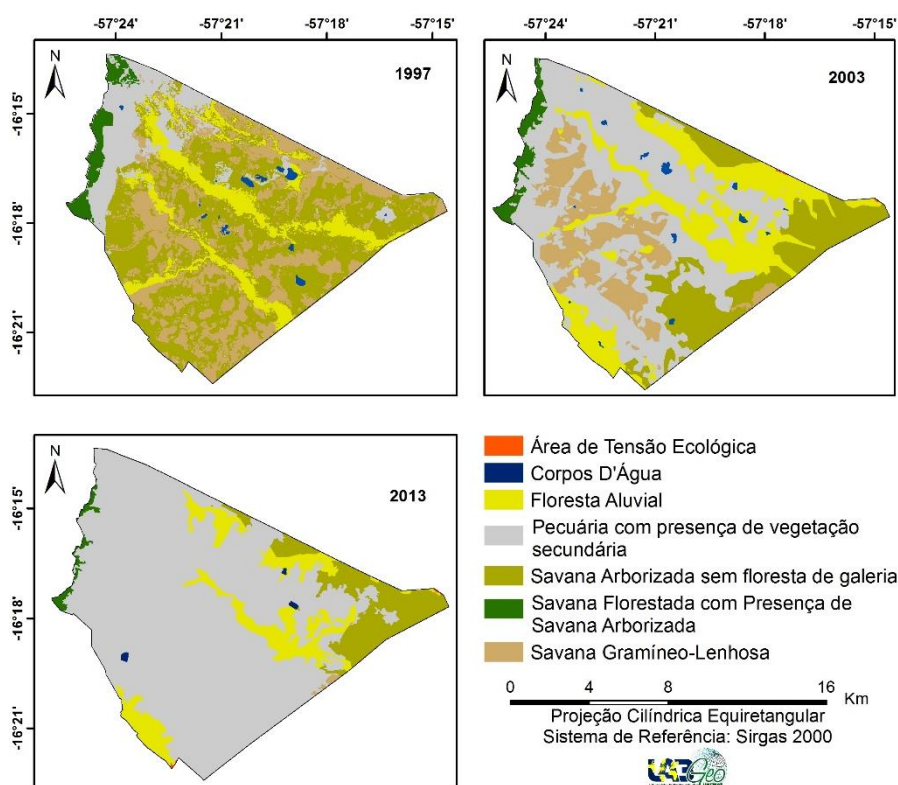 -57°24' -57°21' -57°18' -57°15' -57°24' -57°21' -57°18' -57°15'
N
1997
N
2003
-16°15'
-16°18'
-16°21'
N
2013
-16°15'
-16°18'
-16°21'
Área de Tensão Ecológica
Corpos D'Água
Floresta Aluvial
Pecuária com presença de vegetação
secundária
Savana Arborizada sem floresta de galeria
Savana Florestada com Presença de
Savana Arborizada
Savana Gramíneo-Lenhosa
0 4 8 16
Km
Projeção Cilíndrica Equiretangular
Sistema de Referência: Sirgas 2000
Geo